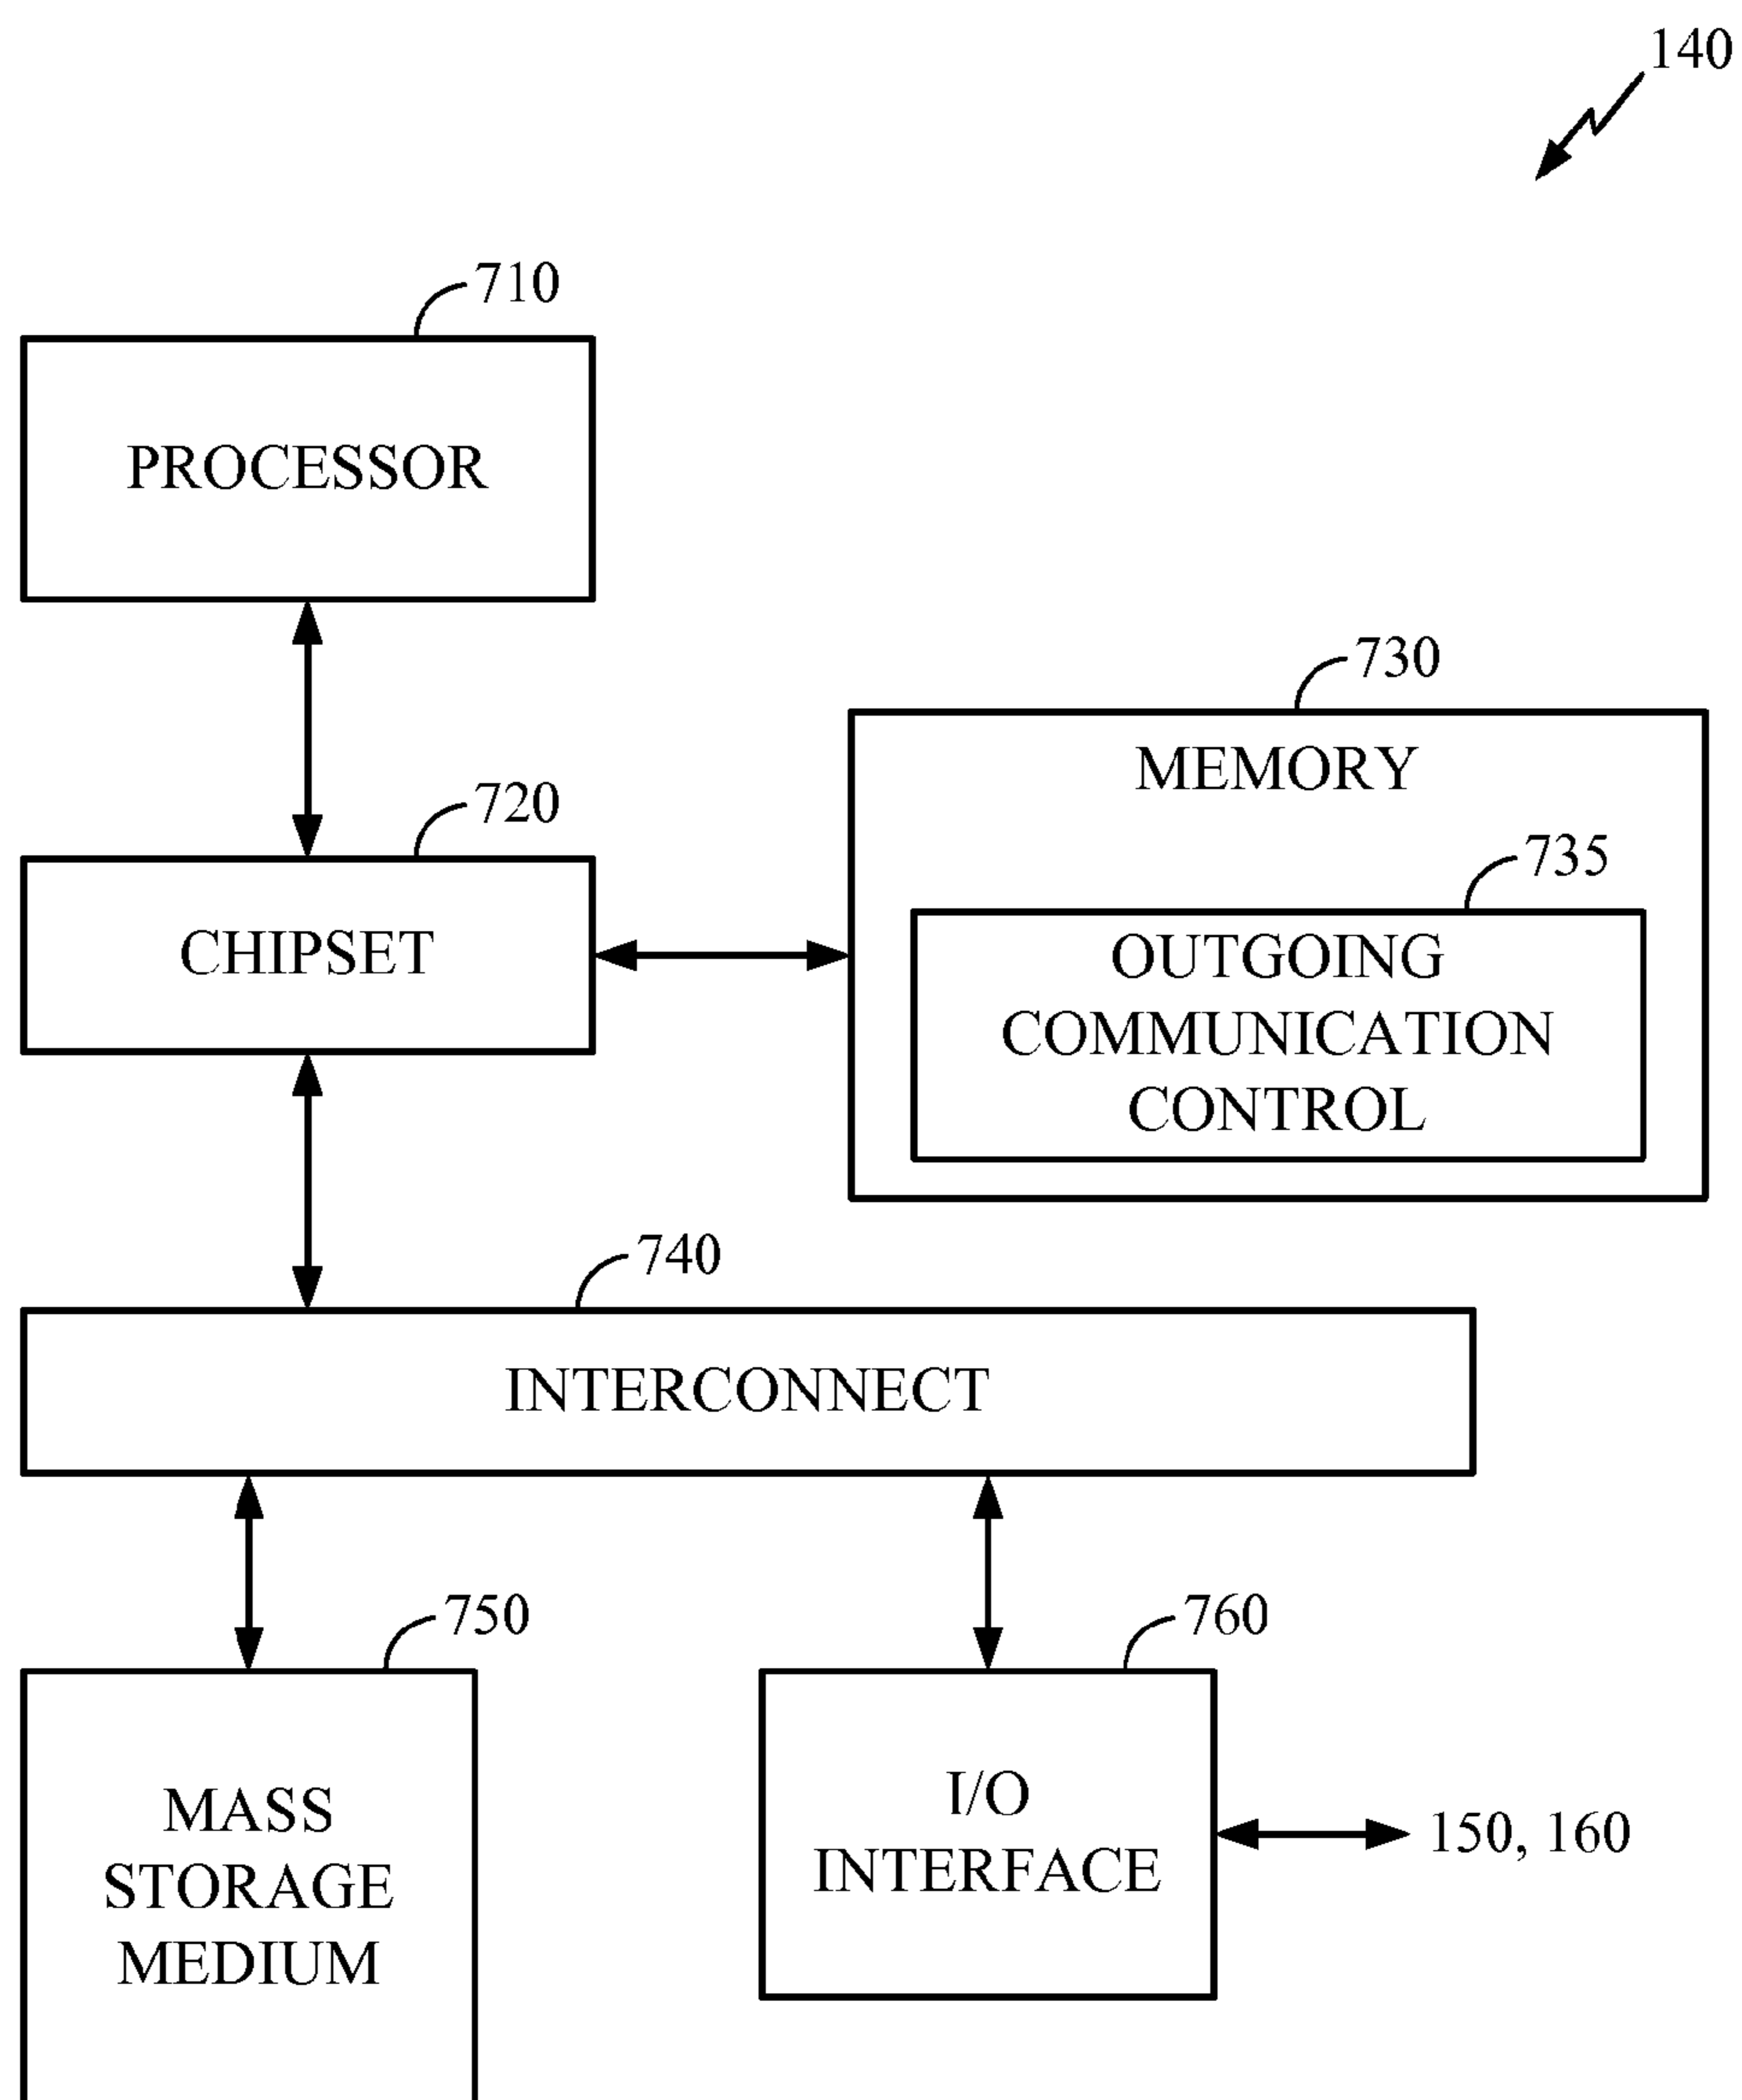 140
710
PROCESSOR
730
MEMORY
720
735
CHIPSET
OUTGOING
COMMUNICATION
CONTROL
740
INTERCONNECT
750
760
MASS
STORAGE
MEDIUM
I/O
INTERFACE
150, 160